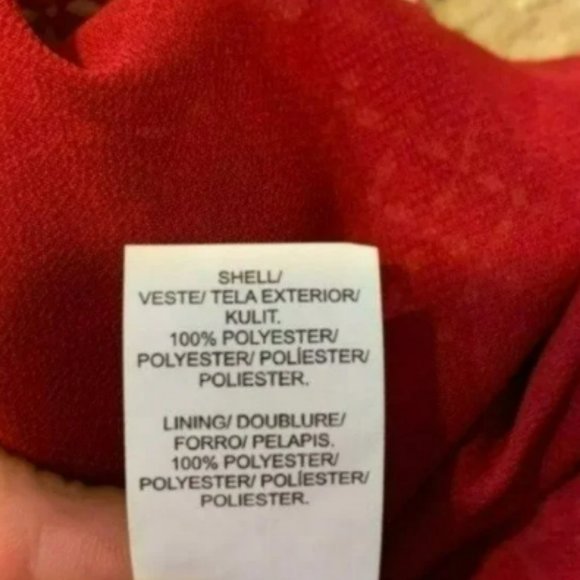 SHELL/
VESTE/ TELA EXTERIOR/
KULIT.
100% POLYESTER/
POLYESTER/ POLÍESTER/
POLIESTER.
LINING/ DOUBLURE/
FORRO/ PELAPIS.
100% POLYESTER/
POLYESTER/ POLÍESTER/
POLIESTER.